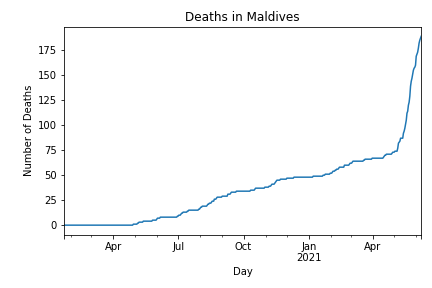 Deaths in Maldives
175
150
125
100
75
50
25
0
Number of Deaths
Apr
Jul
Oct
Jan
2021
Apr
Day